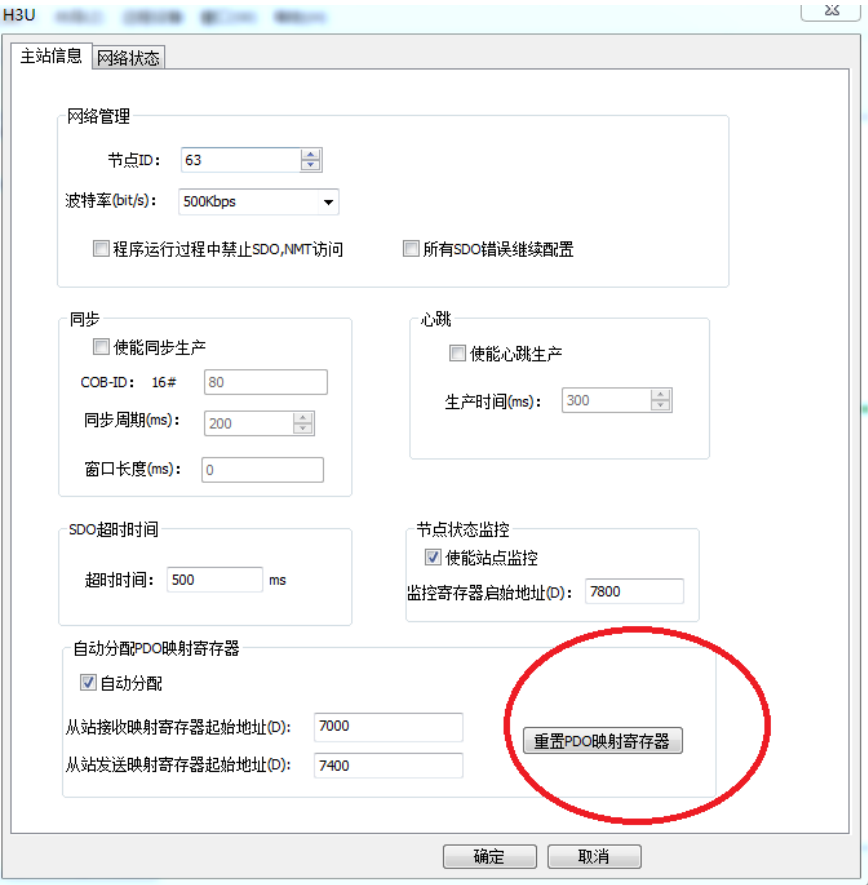 H3U
主站信息 网络状态
网络管理
节点ID： 63
波特率(bit/s)： 500Kbps
程序运行过程中禁止SDO,NMT访问 所有SDO错误继续配置
同步
使能同步生产
COB-ID： 16# 80
同步周期(ms)： 200
窗口长度(ms)： 0
心跳
使能心跳生产
生产时间(ms)： 300
SDO超时时间
超时时间： 500 ms
节点状态监控
使能站点监控
监控寄存器启始地址(D)： 7800
自动分配PDO映射寄存器
自动分配
从站接收映射寄存器起始地址(D)： 7000
从站发送映射寄存器起始地址(D)： 7400
重置PDO映射寄存器
确定 取消